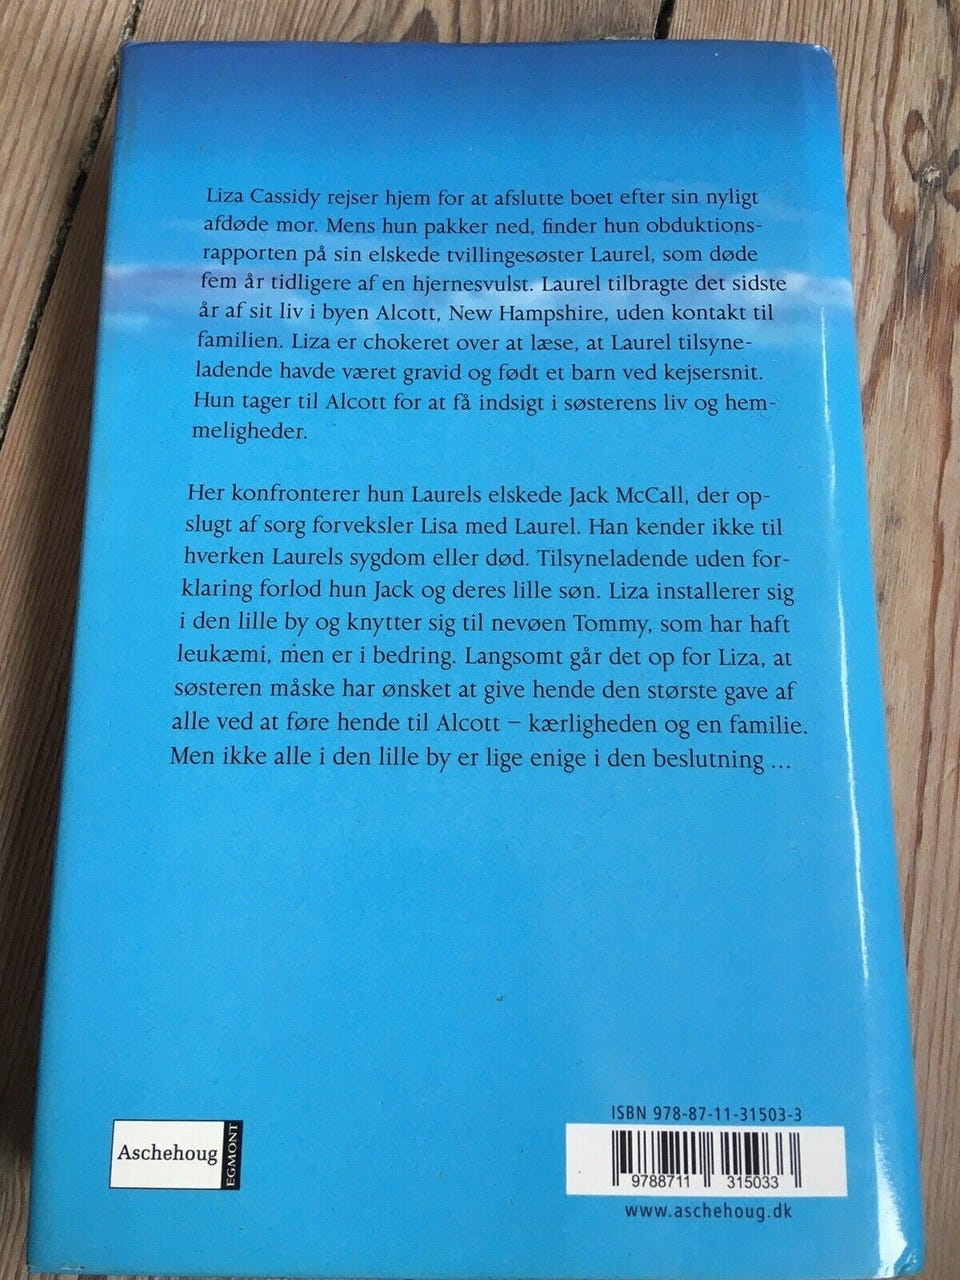 Liza Cassidy rejser hjem for at afslutte boet efter sin nyligt
afdøde mor. Mens hun pakker ned, finder hun obduktions-
rapporten på sin elskede tvillingesøster Laurel, som døde
fem år tidligere af en hjernesvulst. Laurel tilbragte det sidste
år af sit liv i byen Alcott, New Hampshire, uden kontakt til
familien. Liza er chokeret over at læse, at Laurel tilsyne-
ladende havde været gravid og født et barn ved kejsersnit.
Hun tager til Alcott for at få indsigt i søsterens liv og hem-
meligheder.
Her konfronterer hun Laurels elskede Jack McCall, der op-
slugt af sorg forveksler Lisa med Laurel. Han kender ikke til
hverken Laurels sygdom eller død. Tilsyneladende uden for-
klaring forlod hun Jack og deres lille søn. Liza installerer sig
i den lille by og knytter sig til nevøen Tommy, som har haft
leukæmi, men er i bedring. Langsomt går det op for Liza, at
søsteren måske har ønsket at give hende den største gave af
alle ved at føre hende til Alcott – kærligheden og en familie.
Men ikke alle i den lille by er lige enige i den beslutning ...
Aschehoug
EGMONT
ISBN 978-87-11-31503-3
9788711 315033
www.aschehoug.dk